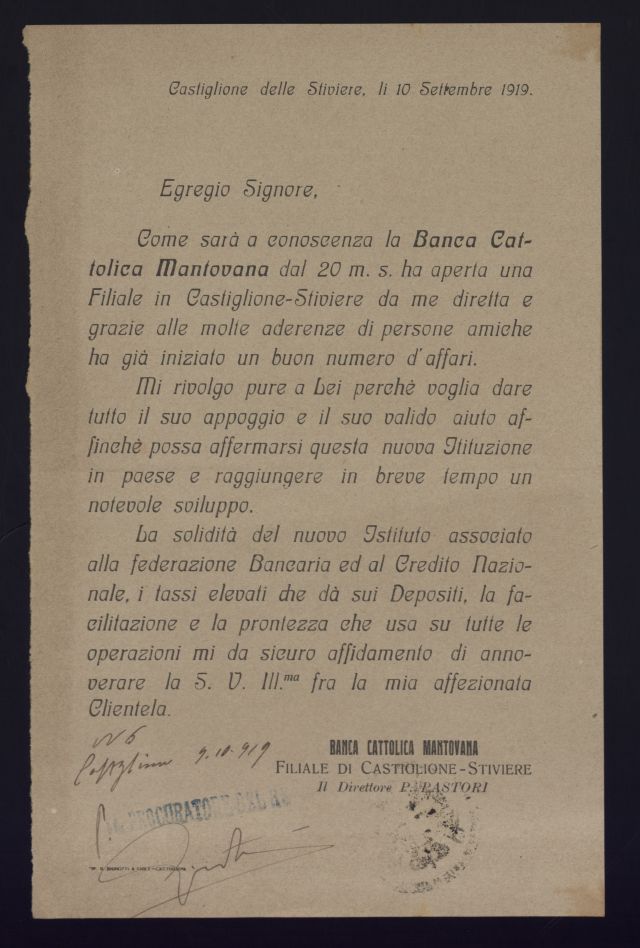 Castiglione delle Stiviere, li 10 Settembre 1919.
Egregio Signore,
Come sarà a conoscenza la Banca Cat-
tolica Mantovana dal 20 m. s. ha aperta una
Filiale in Castiglione-Stiviere da me diretta e
grazie alle molte aderenze di persone amiche
ha già iniziato un buon numero d'affari.
Mi rivolgo pure a Lei perchè voglia dare
tutto il suo appoggio e il suo valido aiuto af-
finchè possa affermarsi questa nuova Itituzione
in paese e raggiungere in breve tempo un
notevole sviluppo.
La solidità del nuovo Istituto associato
alla federazione Bancaria ed al Credito Nazio-
nale, i tassi elevati che dà sui Depositi, la fa-
cilitazione e la prontezza che usa su tutte le
operazioni mi da sicuro affidamento di anno-
verare la S. V. Ill.ma fra la mia affezionata
Clientela.
BANCA CATTOLICA MANTOVANA
FILIALE DI CASTIGLIONE-STIVIERE
Il Direttore P. PASTORI
Castiglione 9.10.919
IL PROCURATORE DEL RE